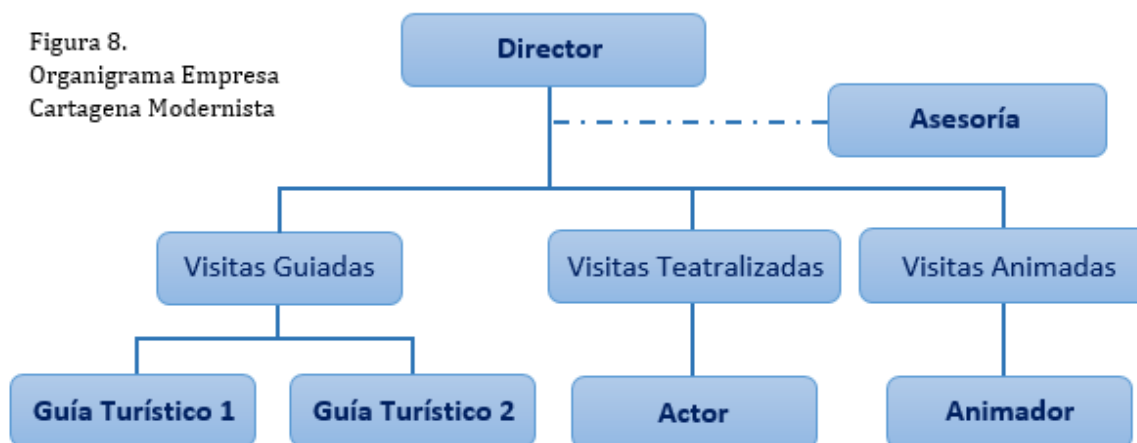 Figura 8.
Organigrama Empresa
Cartagena Modernista
Director
Asesoría
Visitas Guiadas
Visitas Teatralizadas
Visitas Animadas
Guía Turístico 1
Guía Turístico 2
Actor
Animador